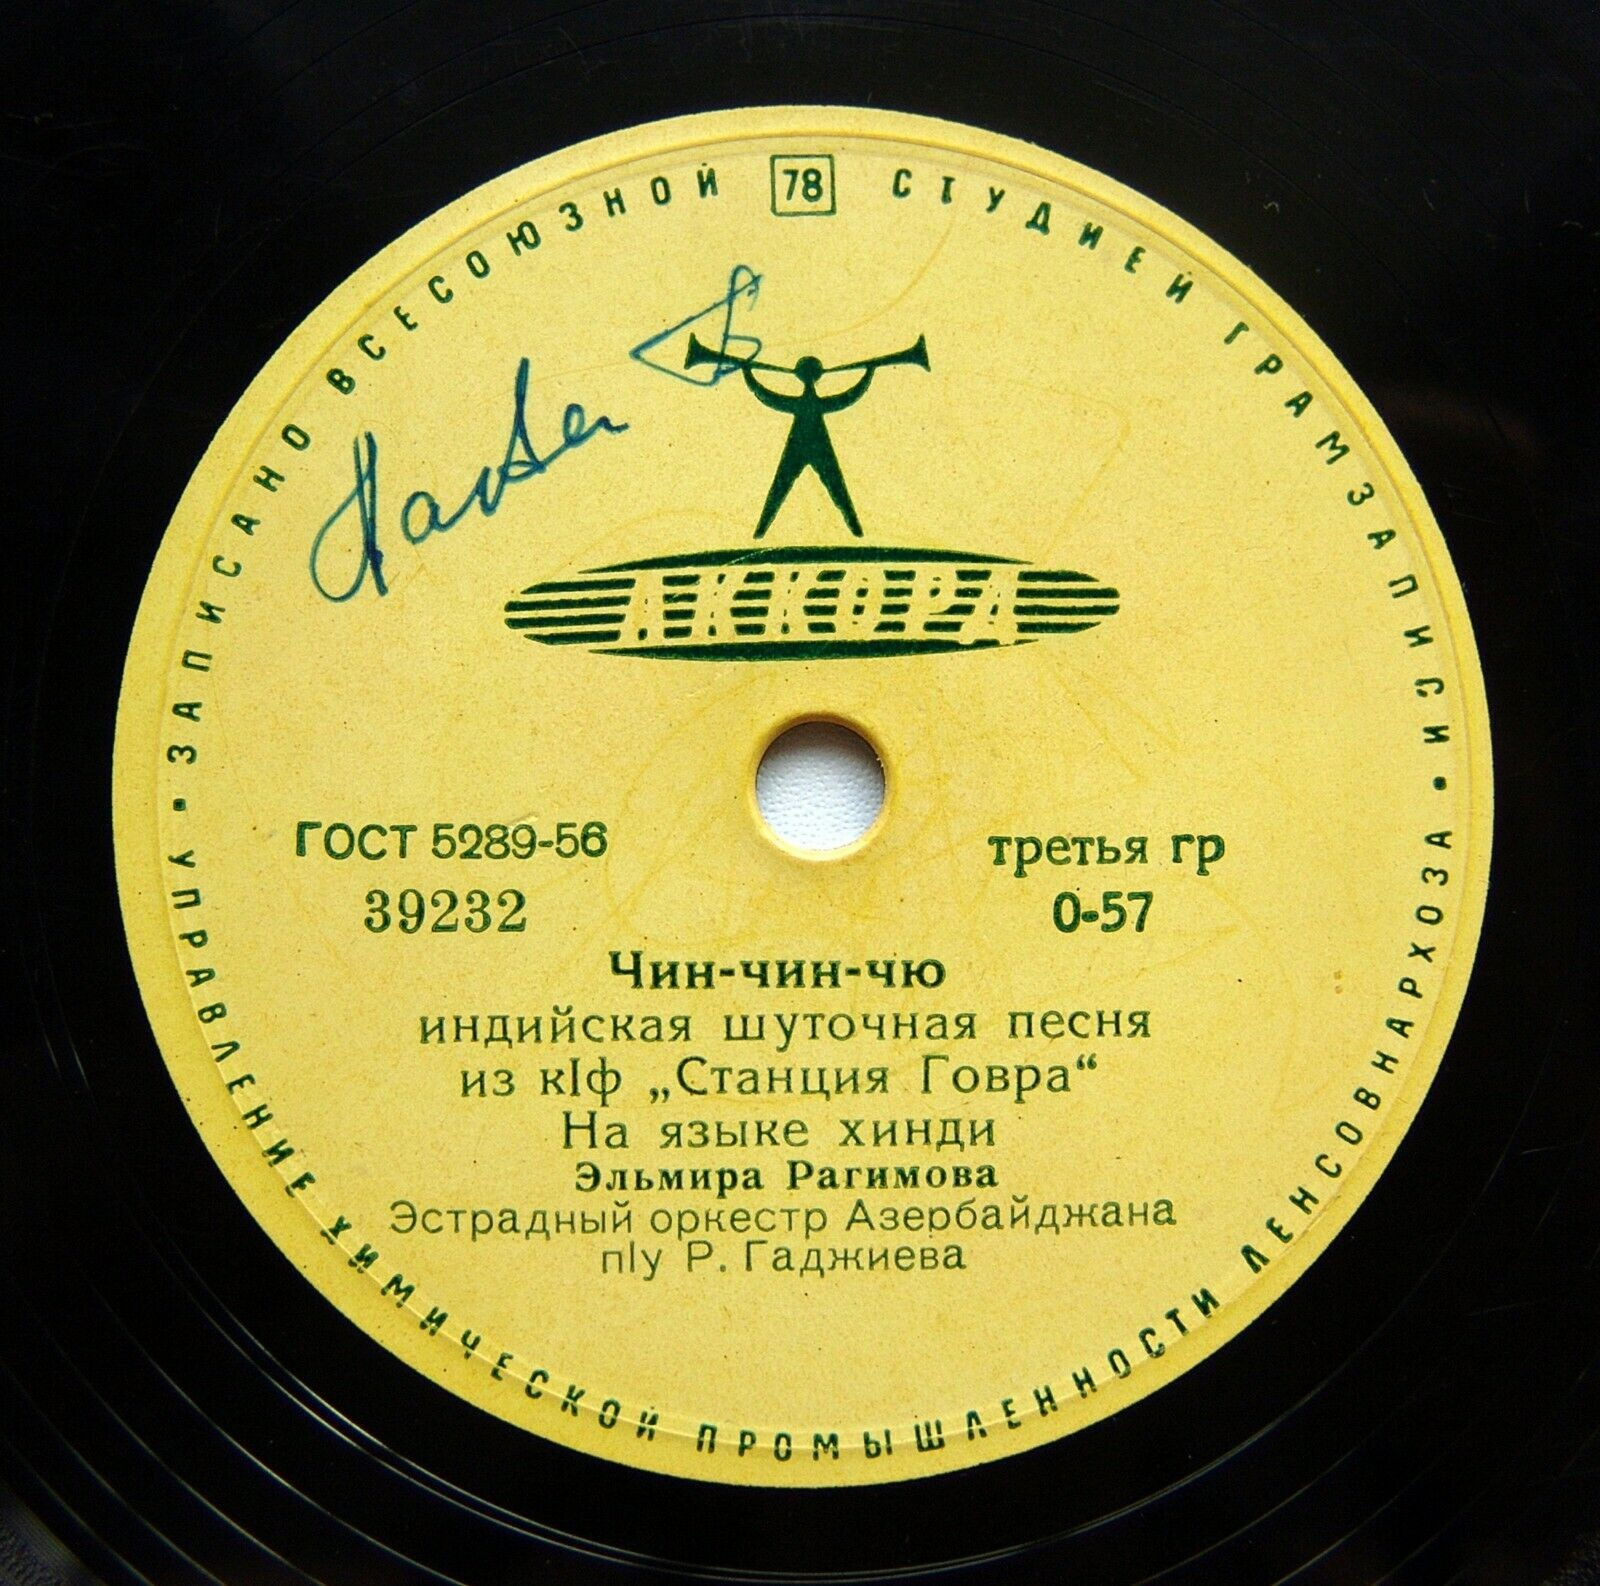 ЗАПИСАНО ВСЕСОЮЗНОЙ 78 СТУДИЕЙ ГРАМЗАПИСИ
АККОРД
ГОСТ 5289-56
39232
третья гр
0-57
Чин-чин-чю
индийская шуточная песня
из к/ф „Станция Говра“
На языке хинди
Эльмира Рагимова
Эстрадный оркестр Азербайджана
п/у Р. Гаджиева
• УПРАВЛЕНИЕ ХИМИЧЕСКОЙ ПРОМЫШЛЕННОСТИ ЛЕНСОВНАРХОЗА •